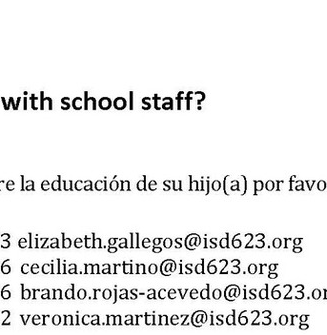 with school staff?
re la educación de su hijo(a) por favo
3 elizabeth.gallegos@isd623.org
6 cecilia.martino@isd623.org
6 brando.rojas-acevedo@isd623.or
2 veronica.martinez@isd623.org